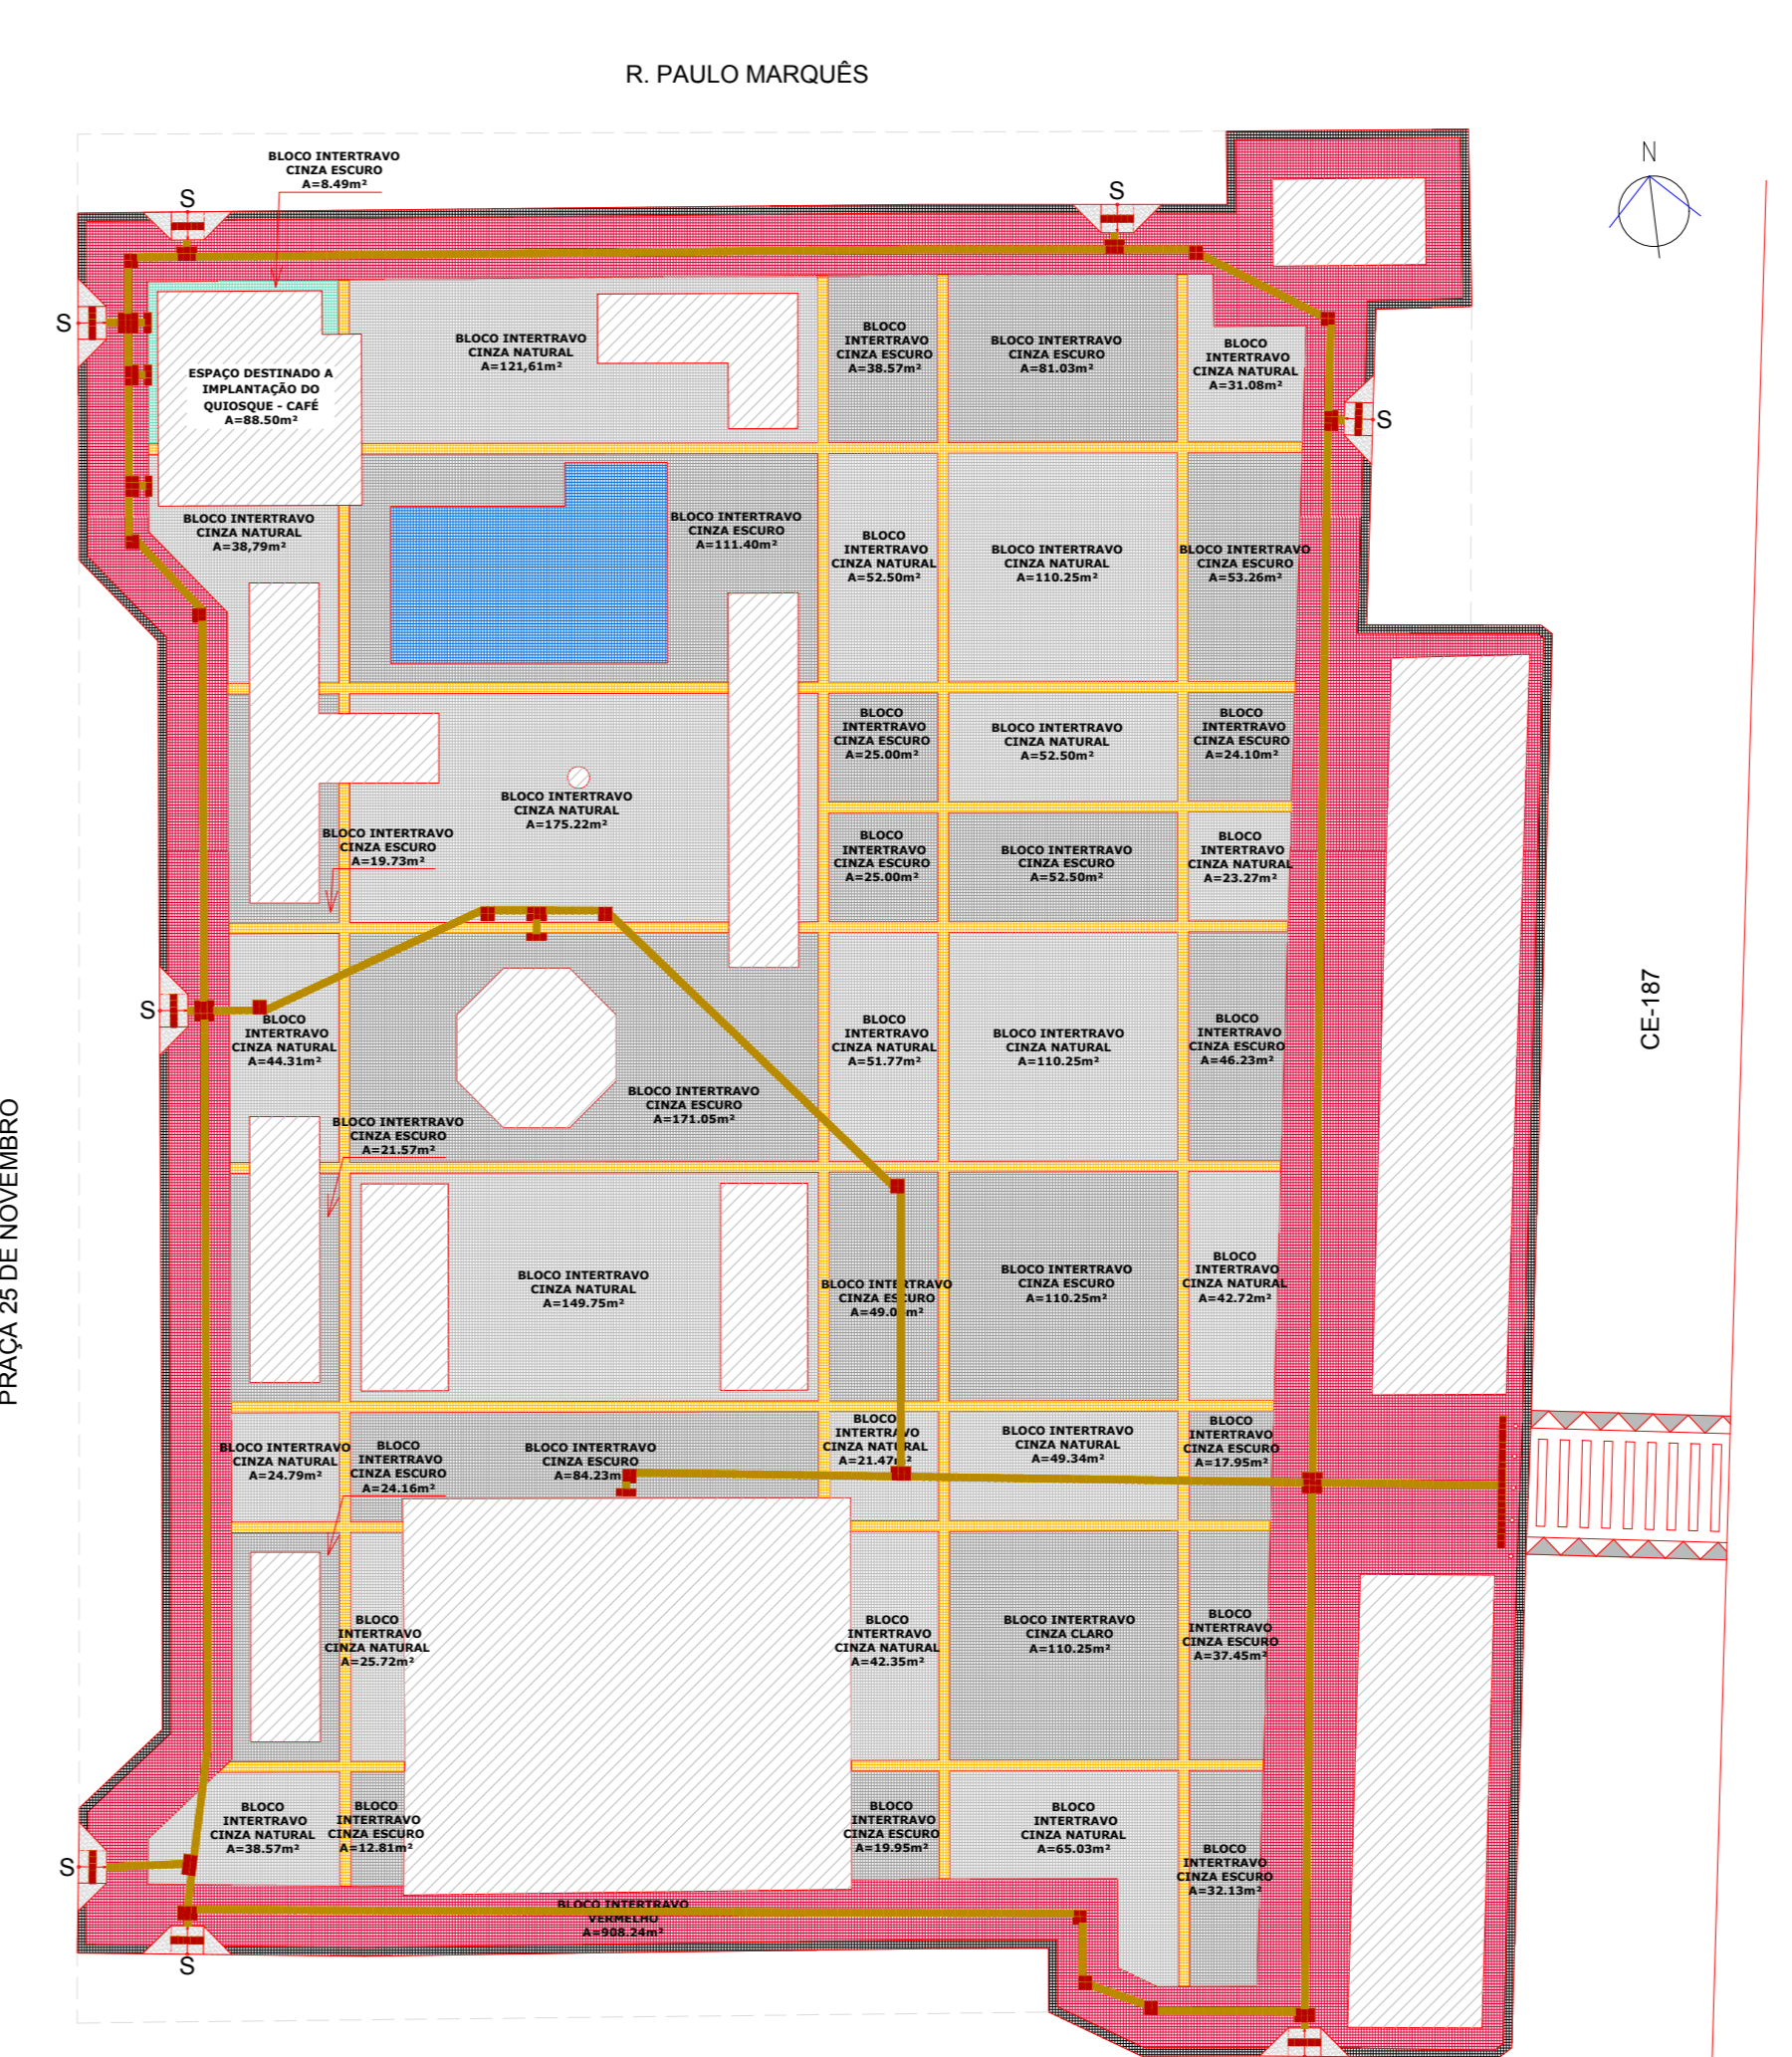 R. PAULO MARQUÊS
N
BLOCO INTERTRAVO
CINZA ESCURO
A=8.49m²
S
S
S
S
ESPAÇO DESTINADO A
IMPLANTAÇÃO DO
QUIOSQUE - CAFÉ
A=88.50m²
BLOCO INTERTRAVO
CINZA NATURAL
A=121,61m²
BLOCO
INTERTRAVO
CINZA ESCURO
A=38.57m²
BLOCO INTERTRAVO
CINZA ESCURO
A=81.03m²
BLOCO
INTERTRAVO
CINZA NATURAL
A=31.08m²
BLOCO INTERTRAVO
CINZA NATURAL
A=38,79m²
BLOCO INTERTRAVO
CINZA ESCURO
A=111.40m²
BLOCO
INTERTRAVO
CINZA NATURAL
A=52.50m²
BLOCO INTERTRAVO
CINZA NATURAL
A=110.25m²
BLOCO INTERTRAVO
CINZA ESCURO
A=53.26m²
BLOCO
INTERTRAVO
CINZA ESCURO
A=25.00m²
BLOCO INTERTRAVO
CINZA NATURAL
A=52.50m²
BLOCO
INTERTRAVO
CINZA ESCURO
A=24.10m²
BLOCO INTERTRAVO
CINZA NATURAL
A=175.22m²
BLOCO INTERTRAVO
CINZA ESCURO
A=19.73m²
BLOCO
INTERTRAVO
CINZA ESCURO
A=25.00m²
BLOCO INTERTRAVO
CINZA ESCURO
A=52.50m²
BLOCO
INTERTRAVO
CINZA NATURAL
A=23.27m²
CE-187
S
BLOCO
INTERTRAVO
CINZA NATURAL
A=44.31m²
BLOCO INTERTRAVO
CINZA ESCURO
A=171.05m²
BLOCO
INTERTRAVO
CINZA NATURAL
A=51.77m²
BLOCO INTERTRAVO
CINZA NATURAL
A=110.25m²
BLOCO
INTERTRAVO
CINZA ESCURO
A=46.23m²
PRAÇA 25 DE NOVEMBRO
BLOCO INTERTRAVO
CINZA ESCURO
A=21.57m²
BLOCO INTERTRAVO
CINZA NATURAL
A=149.75m²
BLOCO INTERTRAVO
CINZA ESCURO
BLOCO INTERTRAVO
CINZA ESCURO
A=110.25m²
BLOCO
INTERTRAVO
CINZA NATURAL
A=42.72m²
BLOCO INTERTRAVO
CINZA NATURAL
A=24.79m²
BLOCO
INTERTRAVO
CINZA ESCURO
A=24.16m²
BLOCO INTERTRAVO
CINZA ESCURO
A=84.23m
BLOCO
INTERTRAVO
CINZA NATURAL
A=21.47m²
BLOCO INTERTRAVO
CINZA NATURAL
A=49.34m²
BLOCO
INTERTRAVO
CINZA ESCURO
A=17.95m²
BLOCO
INTERTRAVO
CINZA NATURAL
A=25.72m²
BLOCO
INTERTRAVO
CINZA NATURAL
A=42.35m²
BLOCO INTERTRAVO
CINZA CLARO
A=110.25m²
BLOCO
INTERTRAVO
CINZA ESCURO
A=37.45m²
BLOCO
INTERTRAVO
CINZA NATURAL
A=38.57m²
BLOCO
INTERTRAVO
CINZA ESCURO
A=12.81m²
BLOCO
INTERTRAVO
CINZA ESCURO
A=19.95m²
BLOCO
INTERTRAVO
CINZA NATURAL
A=65.03m²
BLOCO
INTERTRAVO
CINZA ESCURO
A=32.13m²
S
BLOCO INTERTRAVO
VERMELHO
A=908.24m²
S